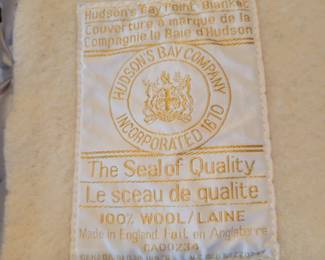 Hudson's Bay Point Blanket
Couverture à marque de la
Compagnie la Baie d'Hudson
HUDSON'S BAY COMPANY
INCORPORATED 1670
The Seal of Quality
Le sceau de qualite
100% WOOL/LAINE
Made in England Fait en Angleterre
CA00234